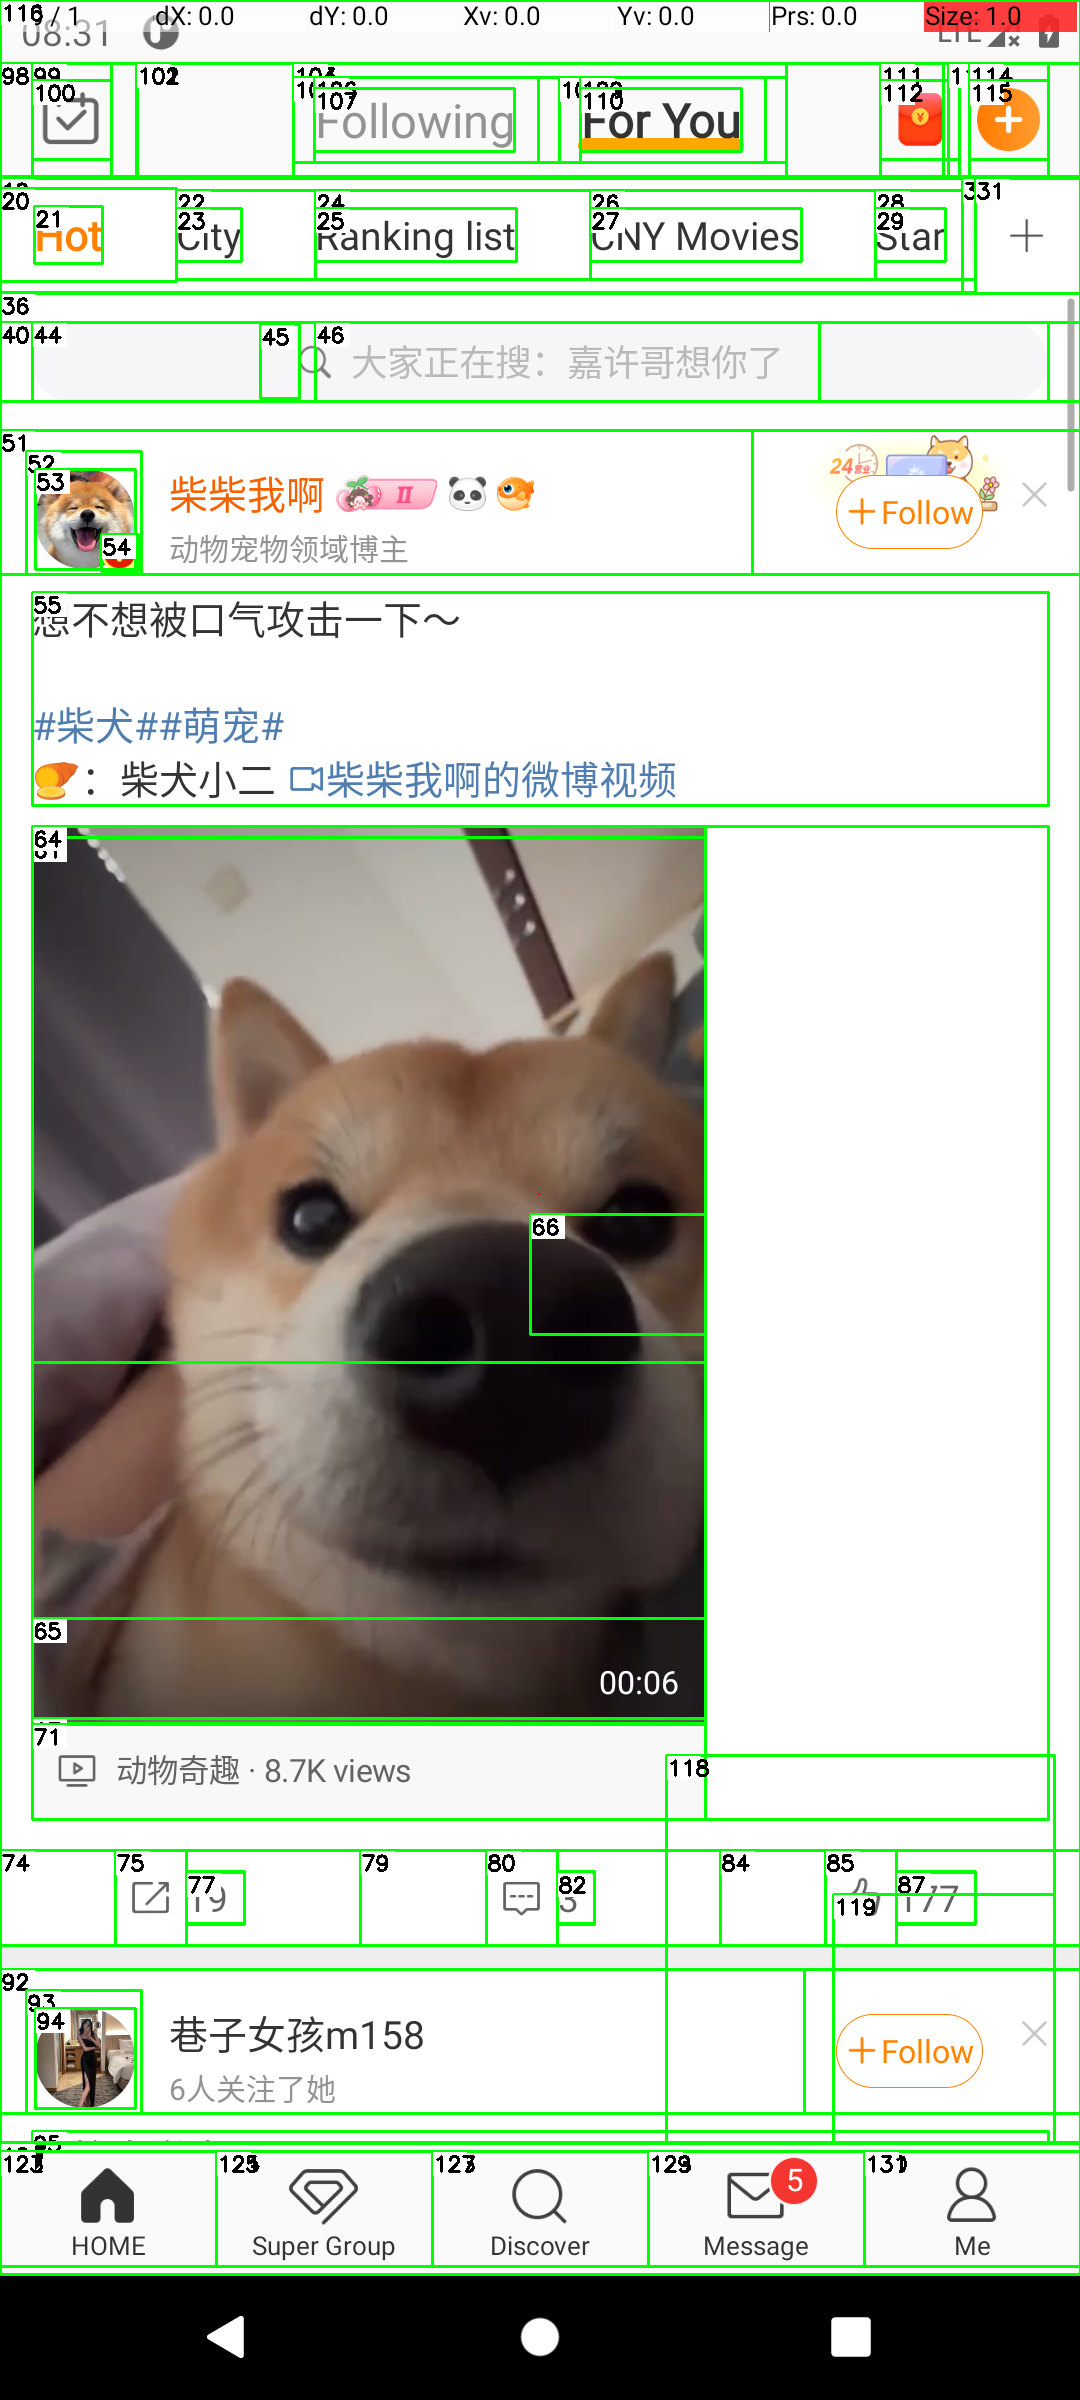 116 / 1 dX: 0.0 dY: 0.0 Xv: 0.0 Yv: 0.0 Prs: 0.0 Size: 1.0
08:31 LTE
98 99 102 111 114
100 107 110 112 115
Following For You
20 22 24 26 28 331
21 23 25 27 29
Hot City Ranking list CNY Movies Star
36
40 44 45 46
大家正在搜：嘉许哥想你了
51
52
53 柴柴我啊 II 24 营业
+Follow
54 动物宠物领域博主
55
想不想被口气攻击一下～
#柴犬##萌宠#
：柴犬小二 柴柴我啊的微博视频
64
66
65
00:06
71
动物奇趣 · 8.7K views
118
74 75 79 80 84 85
77 19 82 3 87 177
119
92
93
94 巷子女孩m158
+Follow
6人关注了她
95
123 125 127 129 131
5
HOME Super Group Discover Message Me